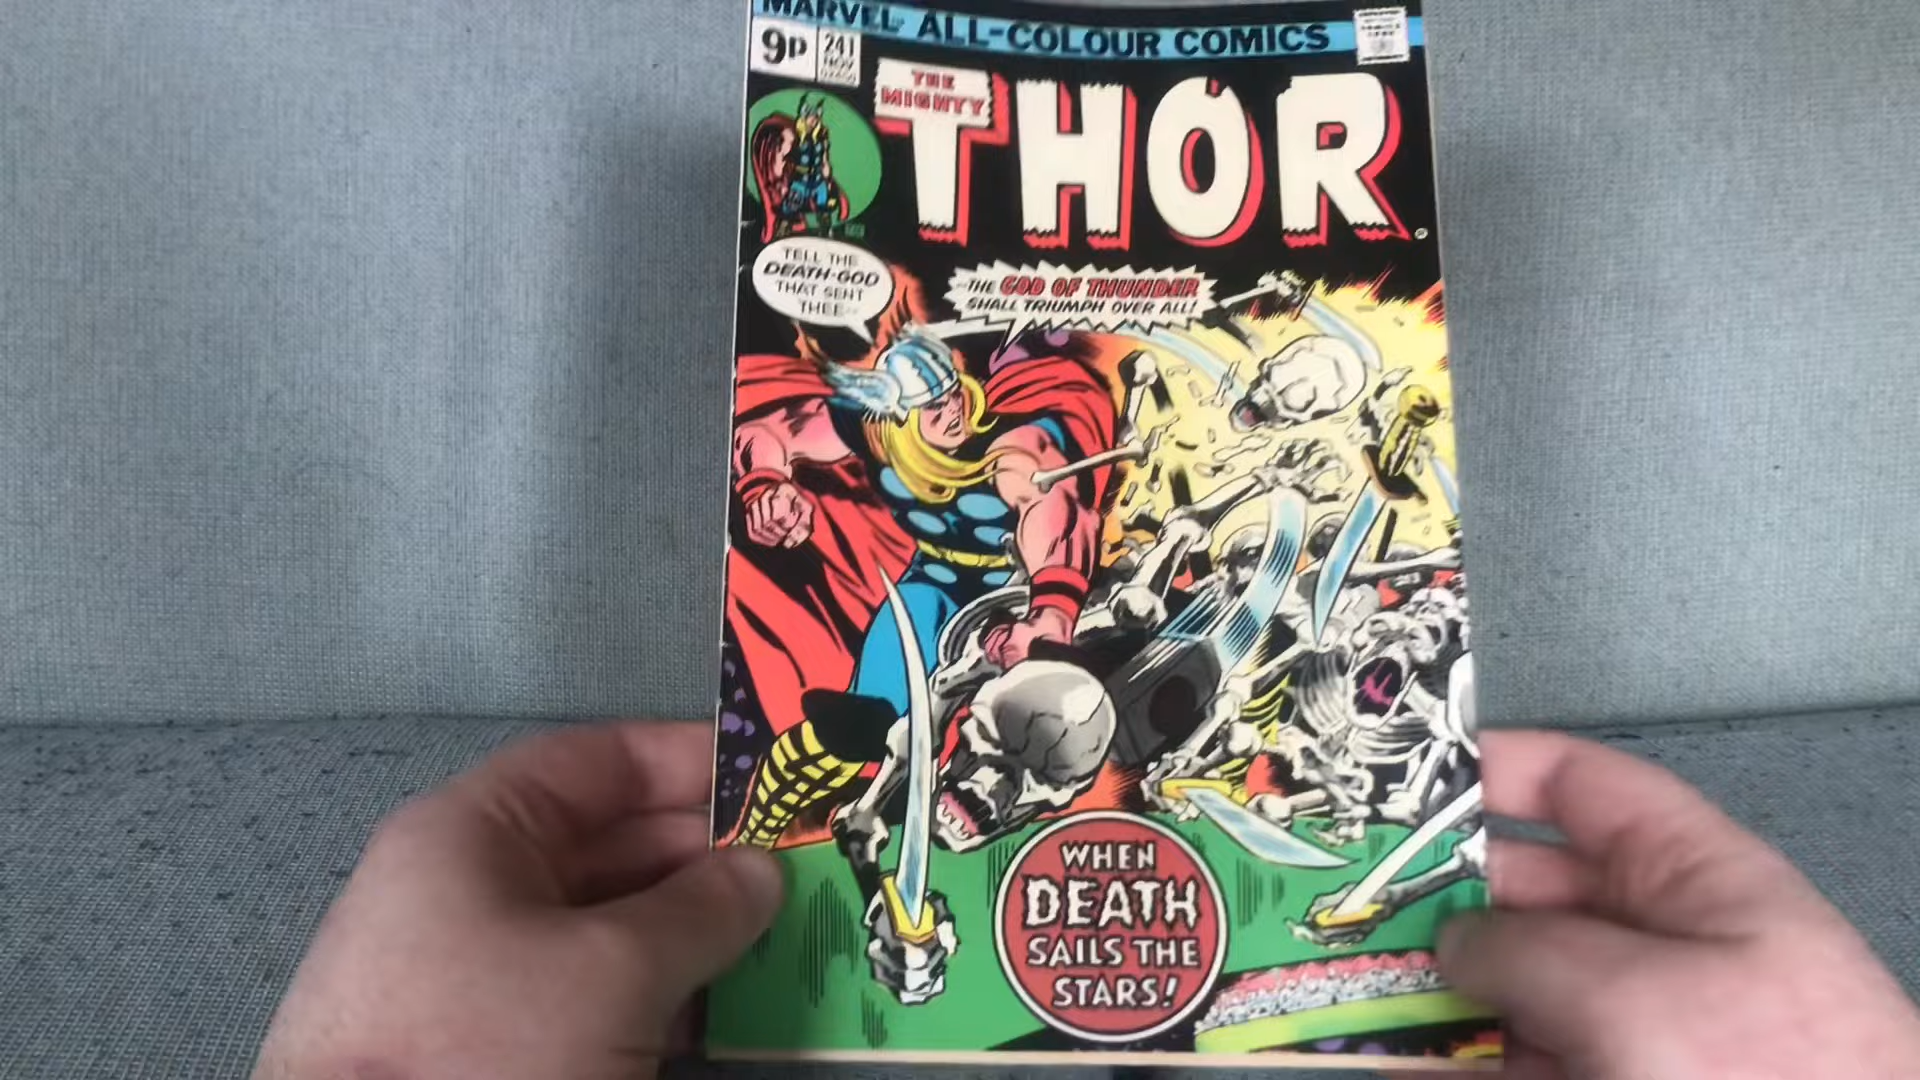 MARVEL ALL-COLOUR COMICS
9p
241
NOV
THE
MIGHTY
THOR
TELL THE
DEATH-GOD
THAT SENT
THEE--
--THE GOD OF THUNDER
SHALL TRIUMPH OVER ALL!
WHEN
DEATH
SAILS THE
STARS!